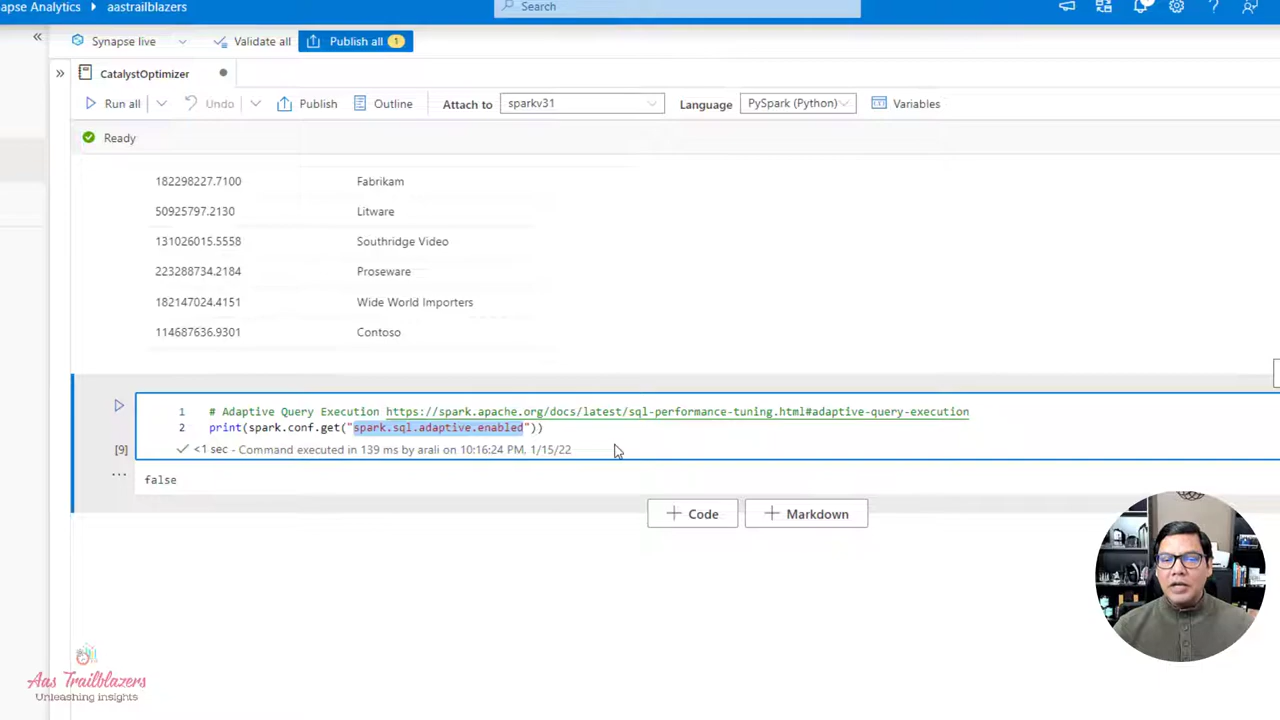 apse Analytics ▸ aastrailblazers
Search
Synapse live
Validate all
Publish all 1
CatalystOptimizer
Run all
Undo
Publish
Outline
Attach to
sparkv31
Language
PySpark (Python)
Variables
Ready
182298227.7100 Fabrikam
50925797.2130 Litware
131026015.5558 Southridge Video
223288734.2184 Proseware
182147024.4151 Wide World Importers
114687636.9301 Contoso
1 # Adaptive Query Execution https://spark.apache.org/docs/latest/sql-performance-tuning.html#adaptive-query-execution
2 print(spark.conf.get("spark.sql.adaptive.enabled"))
[9] <1 sec - Command executed in 139 ms by arali on 10:16:24 PM, 1/15/22
false
+ Code
+ Markdown
Aas Trailblazers
Unleashing insights